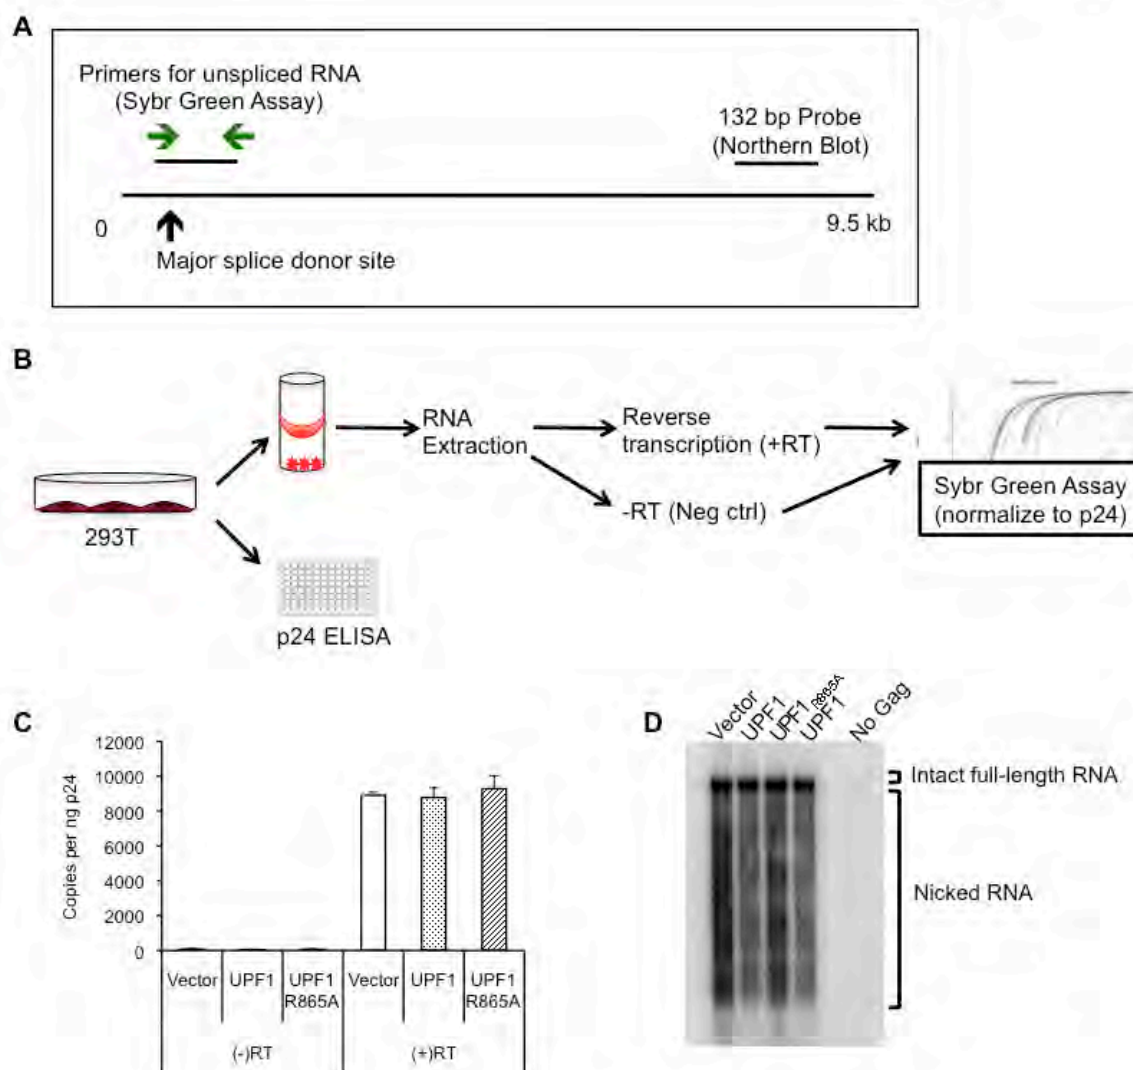 A
Primers for unspliced RNA
(Sybr Green Assay)
132 bp Probe
(Northern Blot)
0
9.5 kb
Major splice donor site
B
293T
RNA
Extraction
Reverse
transcription (+RT)
-RT (Neg ctrl)
Sybr Green Assay
(normalize to p24)
p24 ELISA
C
Copies per ng p24
12000
10000
8000
6000
4000
2000
0
Vector
UPF1
UPF1
R865A
Vector
UPF1
UPF1
R865A
(-)RT
(+)RT
D
Vector
UPF1
UPF1 R865A
UPF1
No Gag
Intact full-length RNA
Nicked RNA